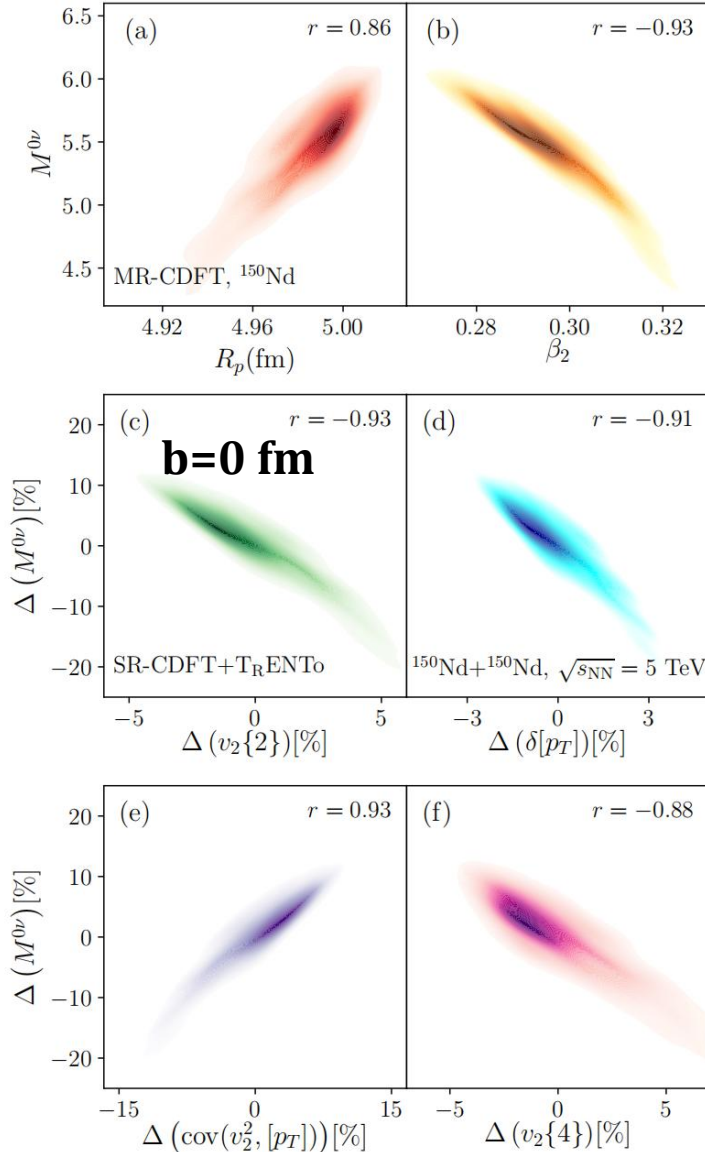 (a) r = 0.86
(b) r = −0.93
6.5
6.0
5.5
5.0
4.5
M^{0ν}
MR-CDFT, ^{150}Nd
4.92 4.96 5.00
R_p(fm)
0.28 0.30 0.32
β_2
(c) r = −0.93
b=0 fm
(d) r = −0.91
20
10
0
−10
−20
Δ (M^{0ν})[%]
SR-CDFT+T_RENTo
^{150}Nd+^{150}Nd, √s_{NN} = 5 TeV
−5 0 5
Δ (v_2{2})[%]
−3 0 3
Δ (δ[p_T])[%]
(e) r = 0.93
(f) r = −0.88
20
10
0
−10
−20
Δ (M^{0ν})[%]
−15 0 15
Δ (cov(v_2^2, [p_T]))[%]
−5 0 5
Δ (v_2{4})[%]